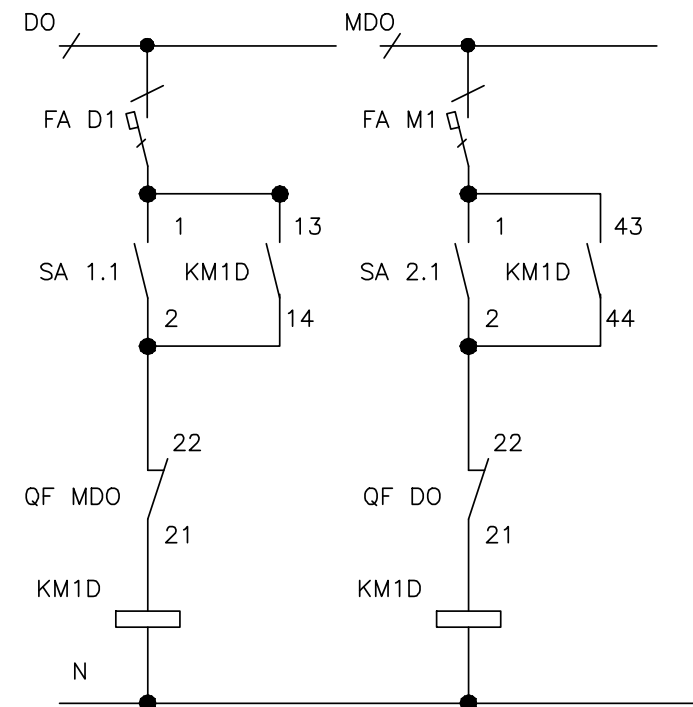 DO MDO
FA D1 FA M1
1 13 1 43
SA 1.1 KM1D SA 2.1 KM1D
2 14 2 44
22 22
QF MDO QF DO
21 21
KM1D KM1D
N